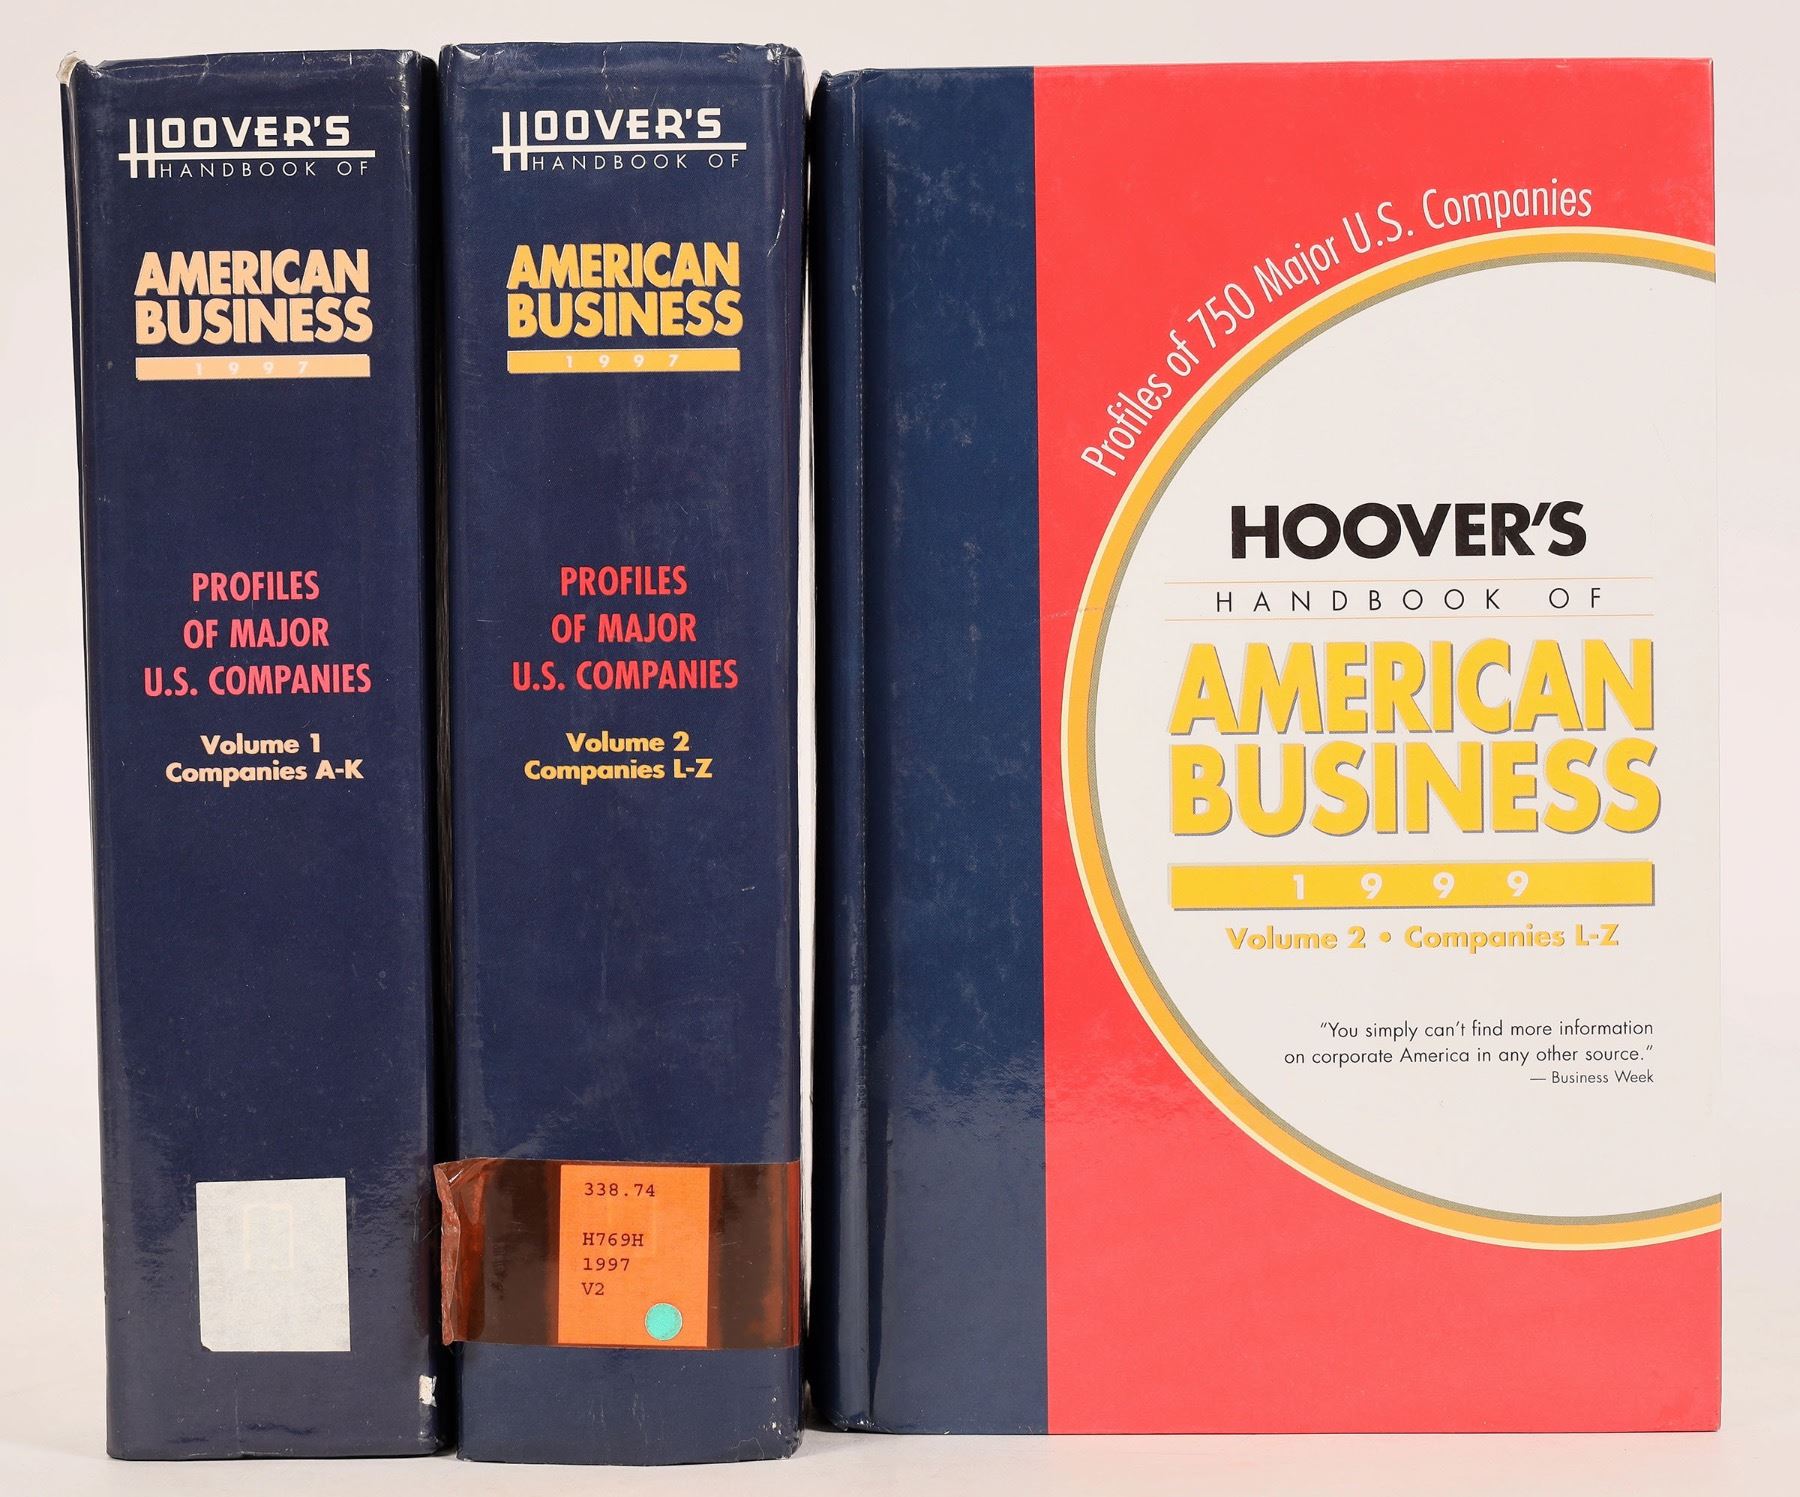 HOOVER'S
HANDBOOK OF
AMERICAN
BUSINESS
1997
PROFILES
OF MAJOR
U.S. COMPANIES
Volume 1
Companies A-K
HOOVER'S
HANDBOOK OF
AMERICAN
BUSINESS
1997
PROFILES
OF MAJOR
U.S. COMPANIES
Volume 2
Companies L-Z
338.74
H769H
1997
V2
Profiles of 750 Major U.S. Companies
HOOVER'S
HANDBOOK OF
AMERICAN
BUSINESS
1999
Volume 2 • Companies L-Z
"You simply can't find more information
on corporate America in any other source."
— Business Week